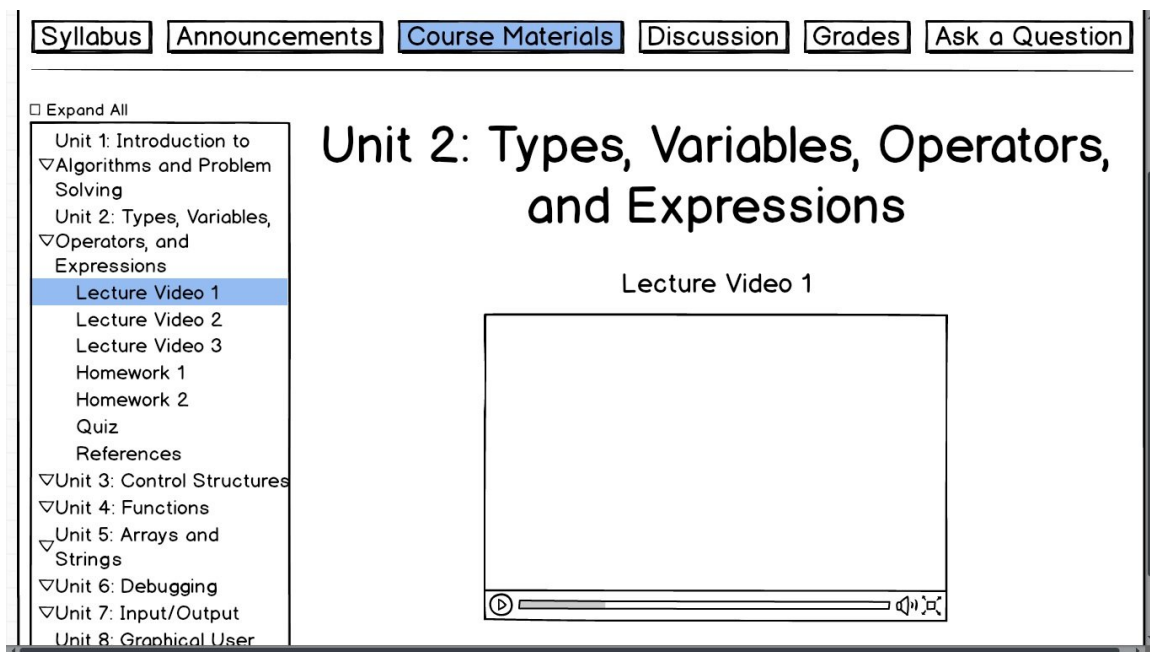 Syllabus Announcements Course Materials Discussion Grades Ask a Question
Expand All
Unit 1: Introduction to
Algorithms and Problem
Solving
Unit 2: Types, Variables,
Operators, and
Expressions
Lecture Video 1
Lecture Video 2
Lecture Video 3
Homework 1
Homework 2
Quiz
References
Unit 3: Control Structures
Unit 4: Functions
Unit 5: Arrays and
Strings
Unit 6: Debugging
Unit 7: Input/Output
Unit 8: Graphical User
Unit 2: Types, Variables, Operators,
and Expressions
Lecture Video 1